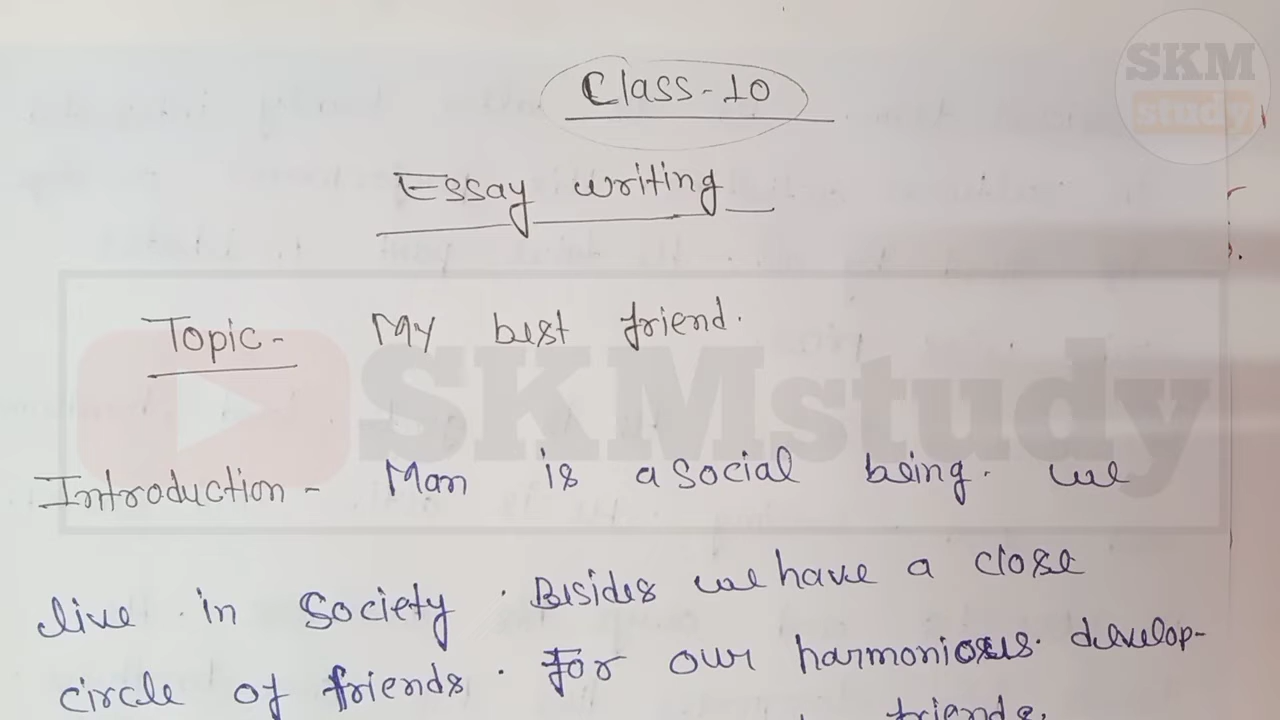 SKM
study
Class-10
Essay writing
Topic- My best friend.
SKMstudy
Introduction- Man is a social being. we
live in society. Besides we have a close
circle of friends. For our harmonious develop-
friends.